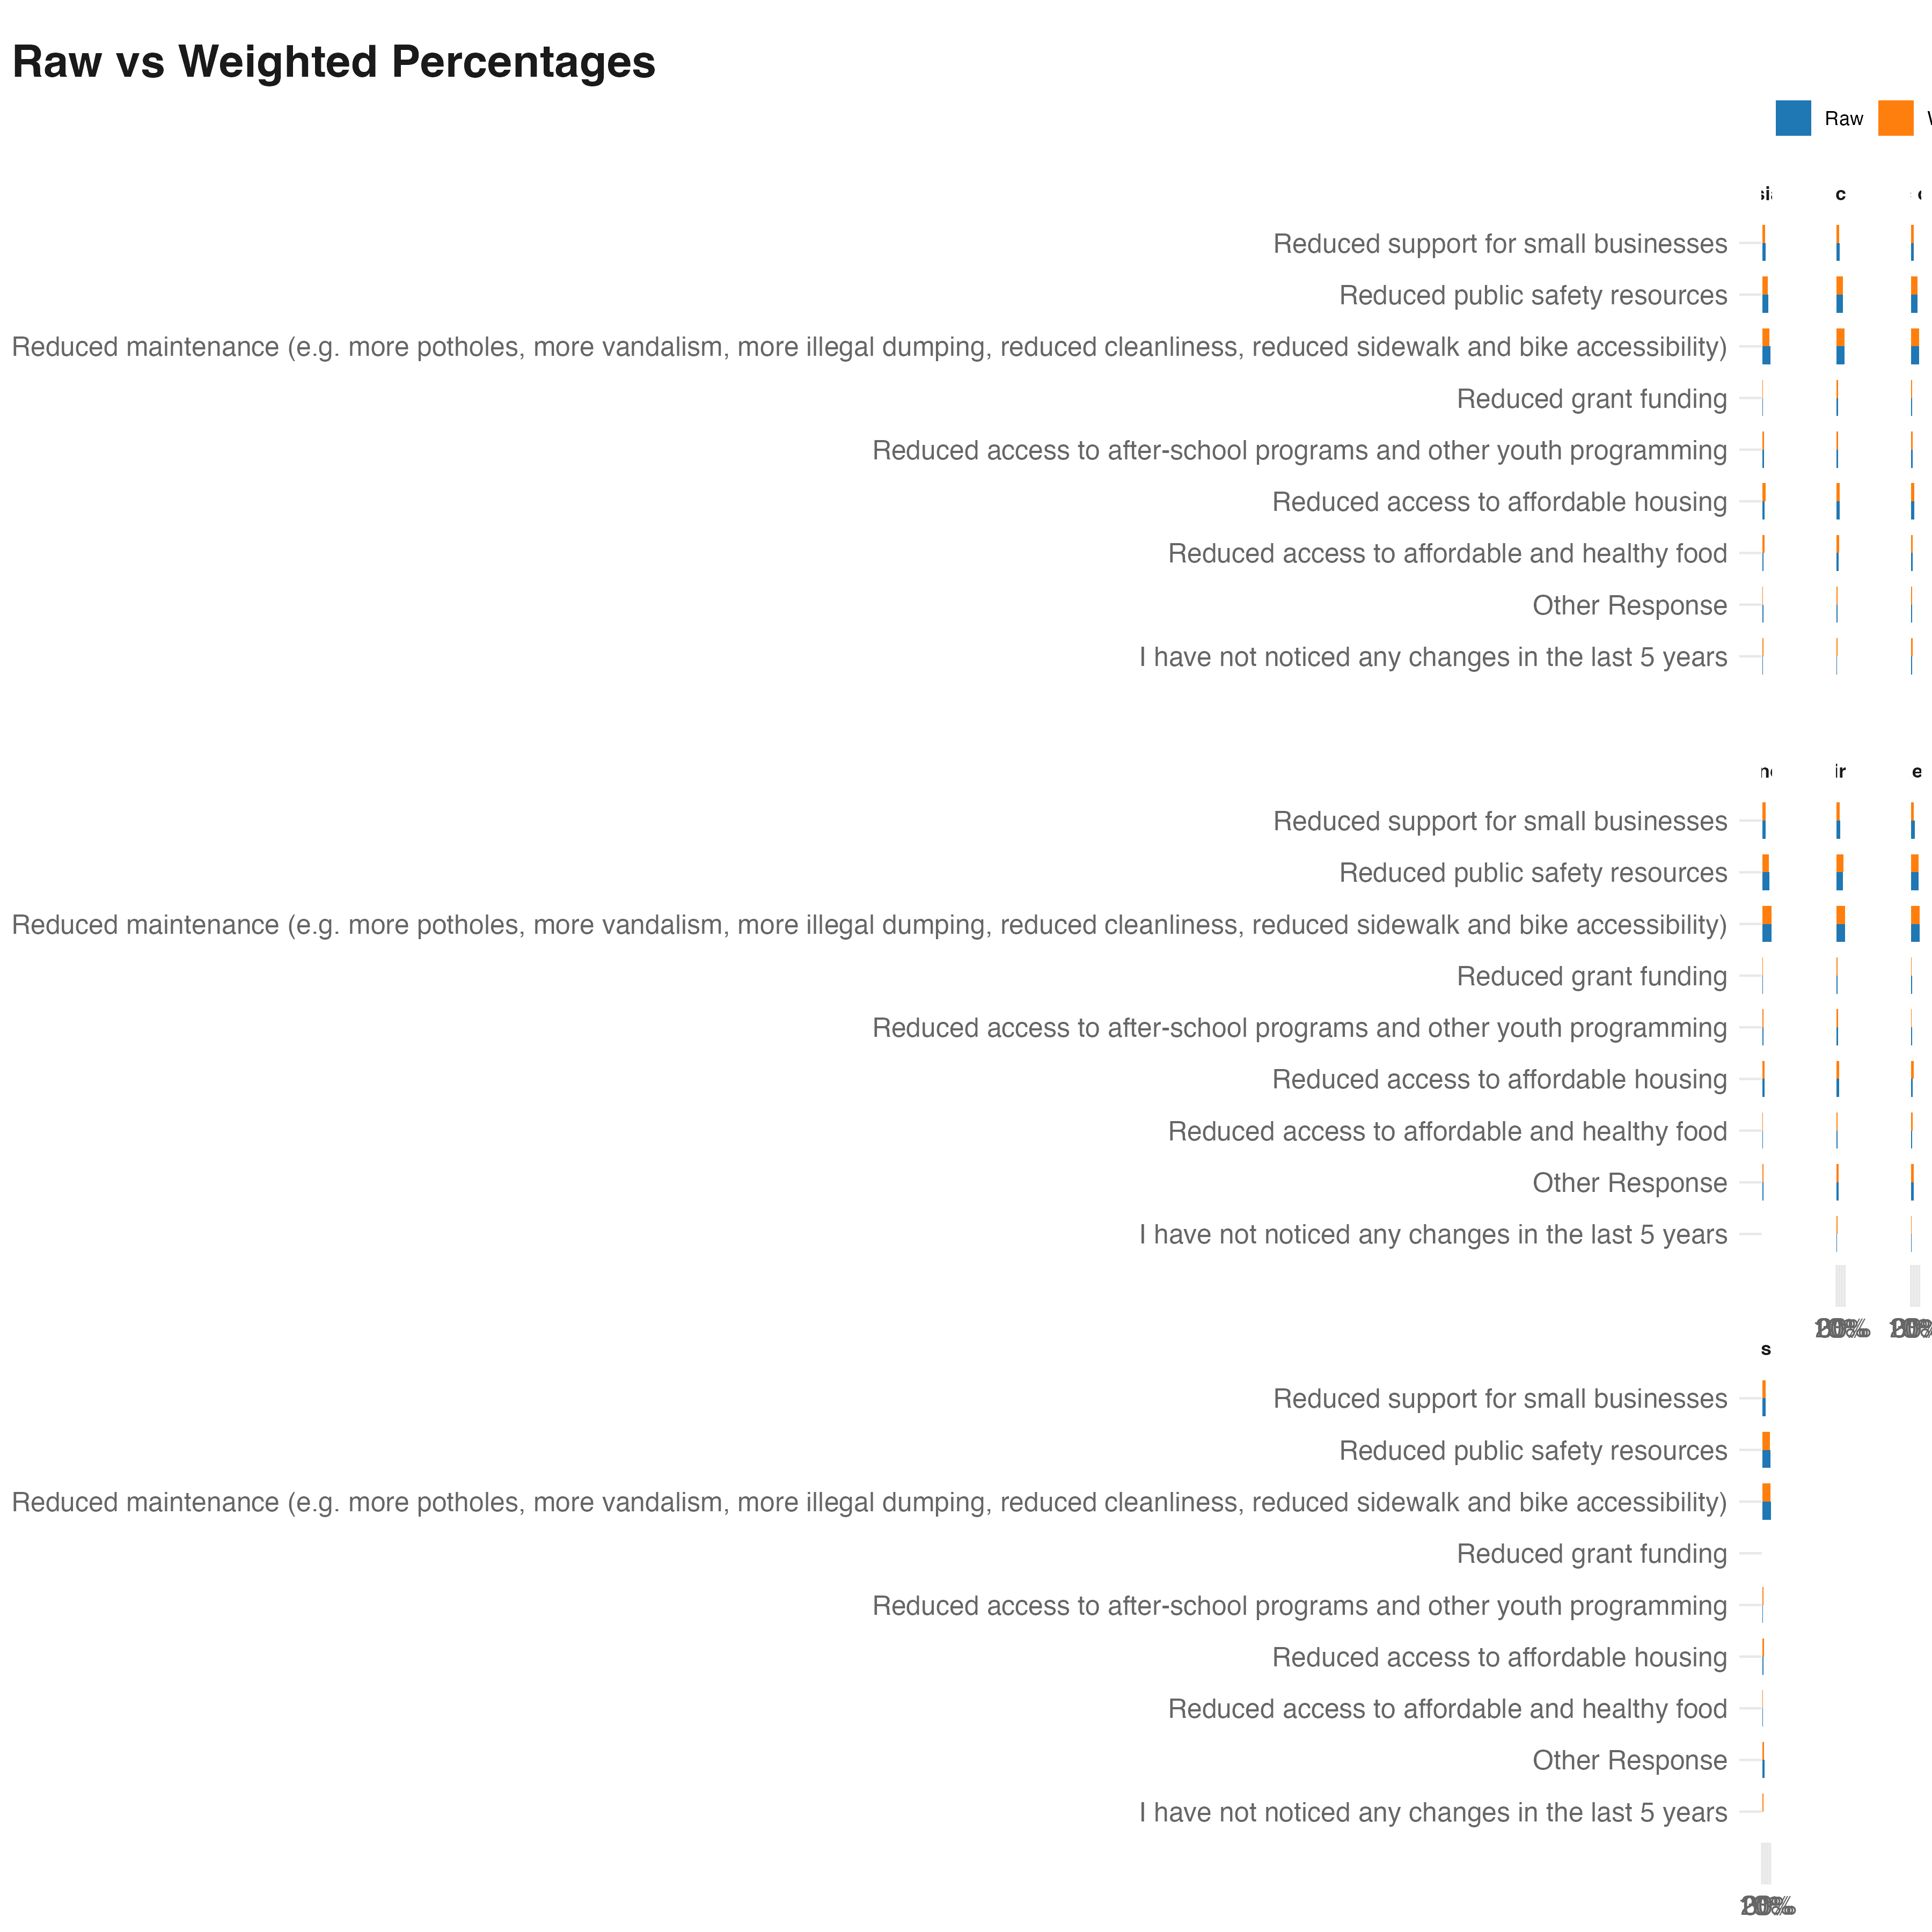 Raw vs Weighted Percentages
Raw
Reduced support for small businesses
Reduced public safety resources
Reduced maintenance (e.g. more potholes, more vandalism, more illegal dumping, reduced cleanliness, reduced sidewalk and bike accessibility)
Reduced grant funding
Reduced access to after-school programs and other youth programming
Reduced access to affordable housing
Reduced access to affordable and healthy food
Other Response
I have not noticed any changes in the last 5 years
Reduced support for small businesses
Reduced public safety resources
Reduced maintenance (e.g. more potholes, more vandalism, more illegal dumping, reduced cleanliness, reduced sidewalk and bike accessibility)
Reduced grant funding
Reduced access to after-school programs and other youth programming
Reduced access to affordable housing
Reduced access to affordable and healthy food
Other Response
I have not noticed any changes in the last 5 years
Reduced support for small businesses
Reduced public safety resources
Reduced maintenance (e.g. more potholes, more vandalism, more illegal dumping, reduced cleanliness, reduced sidewalk and bike accessibility)
Reduced grant funding
Reduced access to after-school programs and other youth programming
Reduced access to affordable housing
Reduced access to affordable and healthy food
Other Response
I have not noticed any changes in the last 5 years